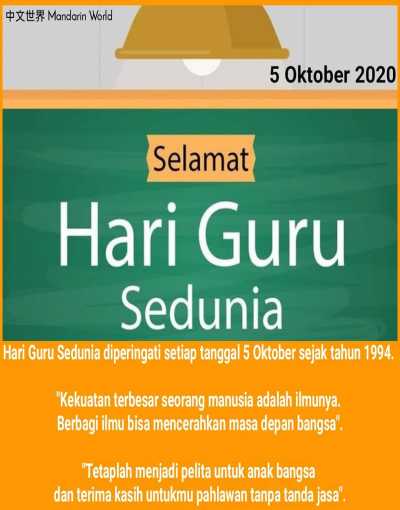 中文世界 Mandarin World
5 Oktober 2020
Selamat
Hari Guru
Sedunia
Hari Guru Sedunia diperingati setiap tanggal 5 Oktober sejak tahun 1994.
"Kekuatan terbesar seorang manusia adalah ilmunya.
Berbagi ilmu bisa mencerahkan masa depan bangsa".
"Tetaplah menjadi pelita untuk anak bangsa
dan terima kasih untukmu pahlawan tanpa tanda jasa".